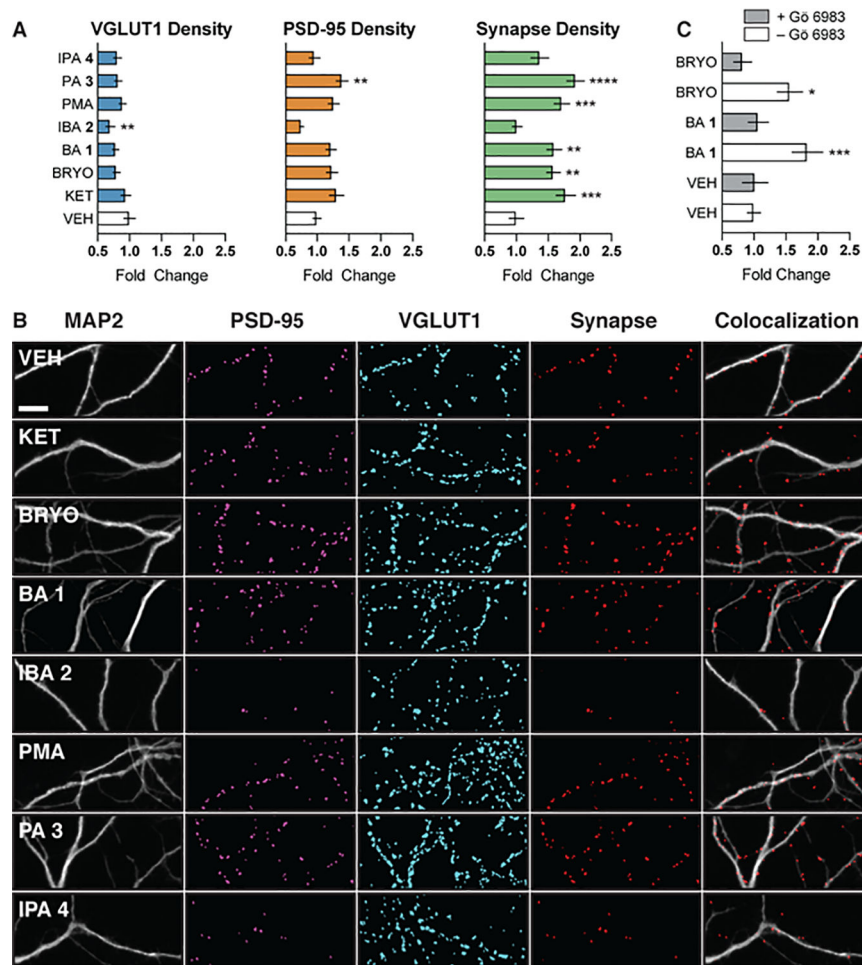 + Gö 6983
– Gö 6983
A
VGLUT1 Density
PSD-95 Density
Synapse Density
C
IPA 4
PA 3
PMA
IBA 2
BA 1
BRYO
KET
VEH
**
0.5 1.0 1.5 2.0 2.5
Fold Change
**
0.5 1.0 1.5 2.0 2.5
Fold Change
****
***
**
**
***
0.5 1.0 1.5 2.0 2.5
Fold Change
BRYO
BRYO *
BA 1
BA 1 ***
VEH
VEH
0.5 1.0 1.5 2.0 2.5
Fold Change
B
MAP2 PSD-95 VGLUT1 Synapse Colocalization
VEH
KET
BRYO
BA 1
IBA 2
PMA
PA 3
IPA 4